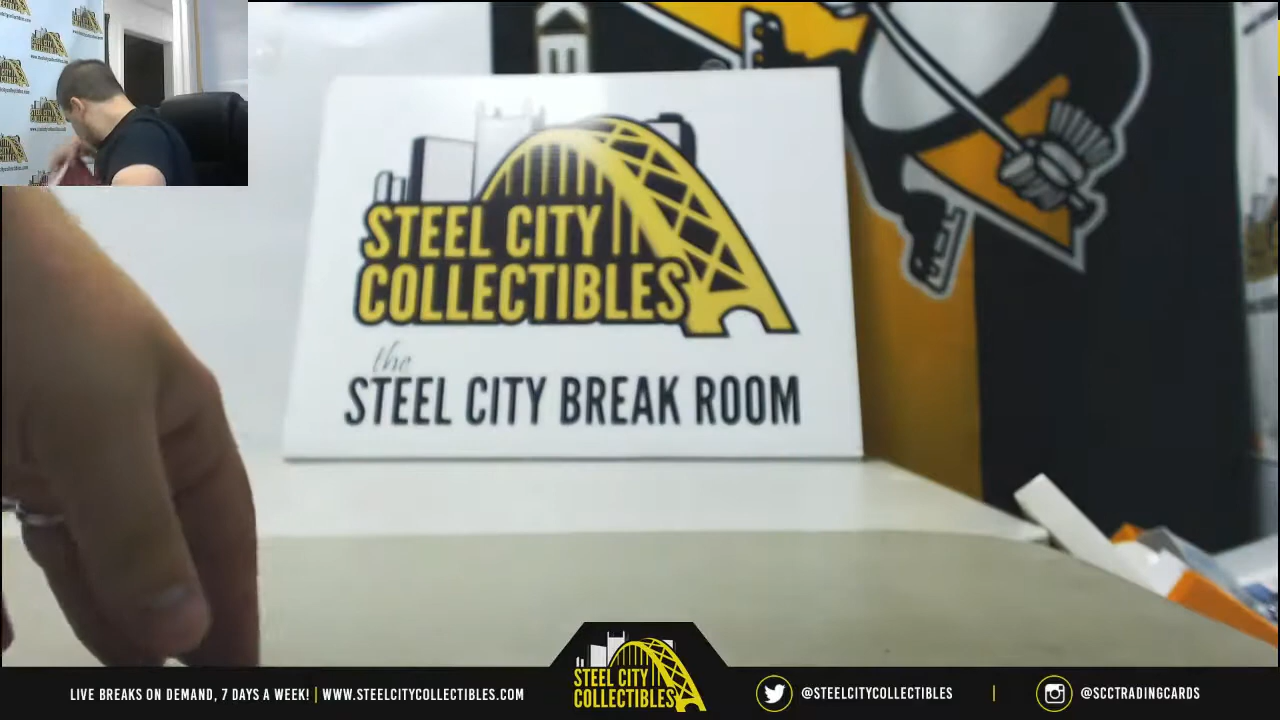 STEEL CITY
COLLECTIBLES
the
STEEL CITY BREAK ROOM
LIVE BREAKS ON DEMAND, 7 DAYS A WEEK! | WWW.STEELCITYCOLLECTIBLES.COM
STEEL CITY
COLLECTIBLES
@STEELCITYCOLLECTIBLES
@SCCTRADINGCARDS